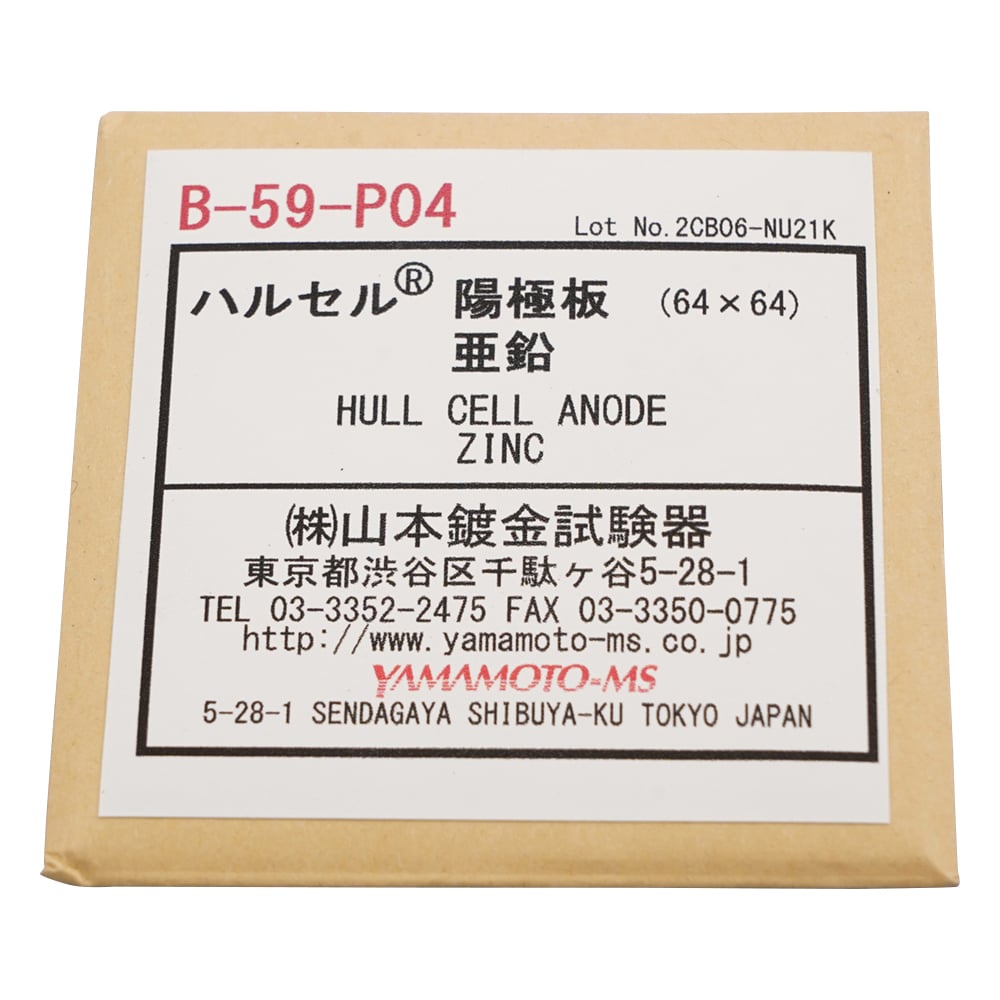 B-59-P04
Lot No.2CB06-NU21K
ハルセル® 陽極板 (64×64)
亜鉛
HULL CELL ANODE
ZINC
㈱山本鍍金試験器
東京都渋谷区千駄ヶ谷5-28-1
TEL 03-3352-2475 FAX 03-3350-0775
http://www.yamamoto-ms.co.jp
YAMAMOTO-MS
5-28-1 SENDAGAYA SHIBUYA-KU TOKYO JAPAN